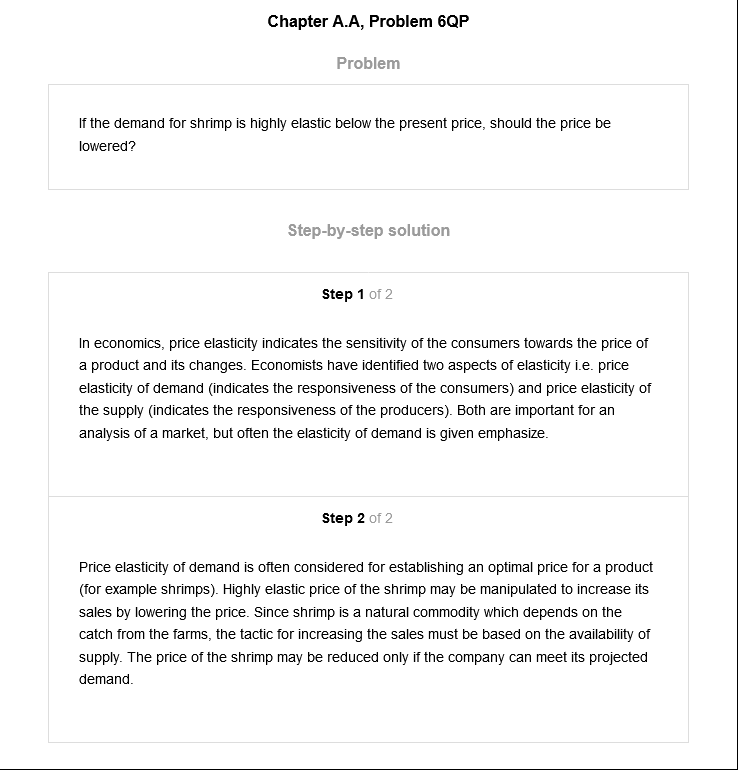 Chapter A.A, Problem 6QP
Problem
If the demand for shrimp is highly elastic below the present price, should the price be
lowered?
Step-by-step solution
Step 1 of 2
In economics, price elasticity indicates the sensitivity of the consumers towards the price of
a product and its changes. Economists have identified two aspects of elasticity i.e. price
elasticity of demand (indicates the responsiveness of the consumers) and price elasticity of
the supply (indicates the responsiveness of the producers). Both are important for an
analysis of a market, but often the elasticity of demand is given emphasize.
Step 2 of 2
Price elasticity of demand is often considered for establishing an optimal price for a product
(for example shrimps). Highly elastic price of the shrimp may be manipulated to increase its
sales by lowering the price. Since shrimp is a natural commodity which depends on the
catch from the farms, the tactic for increasing the sales must be based on the availability of
supply. The price of the shrimp may be reduced only if the company can meet its projected
demand.